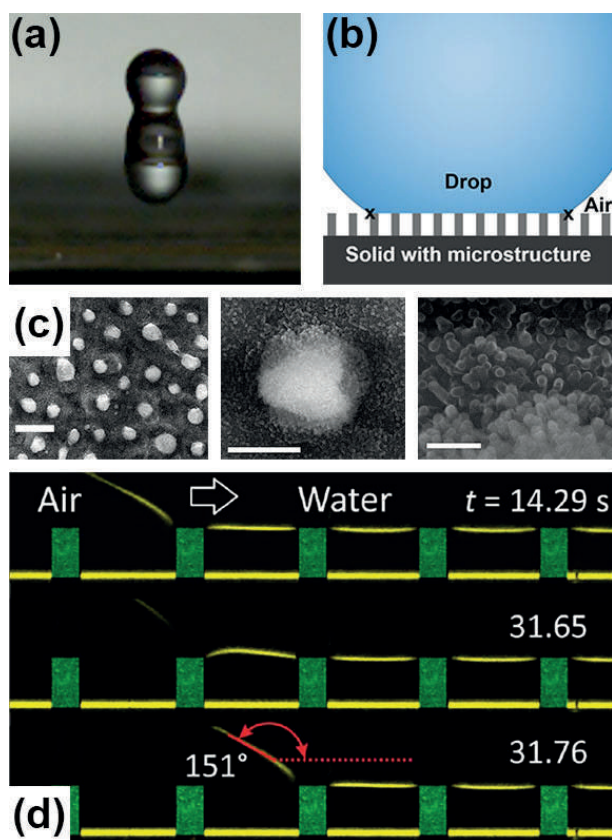 (a)
(b)
Drop
Air
x x
Solid with microstructure
(c)
Air Water t = 14.29 s
31.65
31.76
151°
(d)